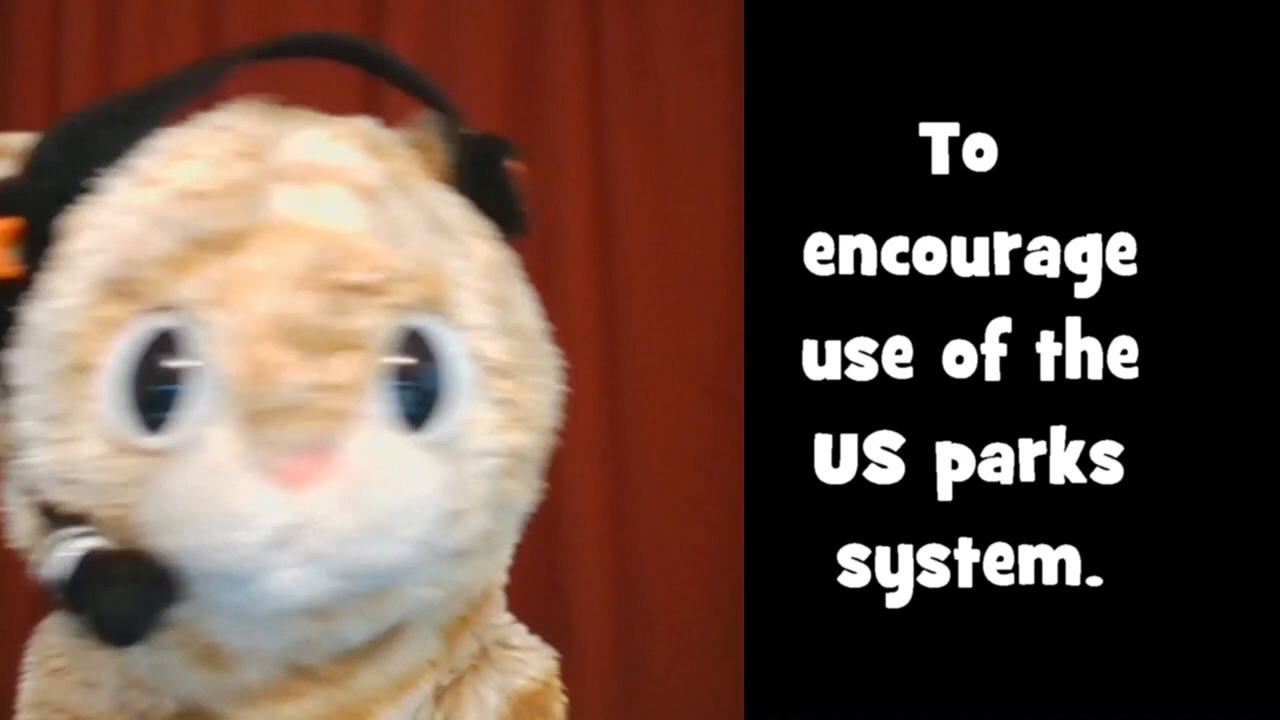 To
encourage
use of the
US parks
system.